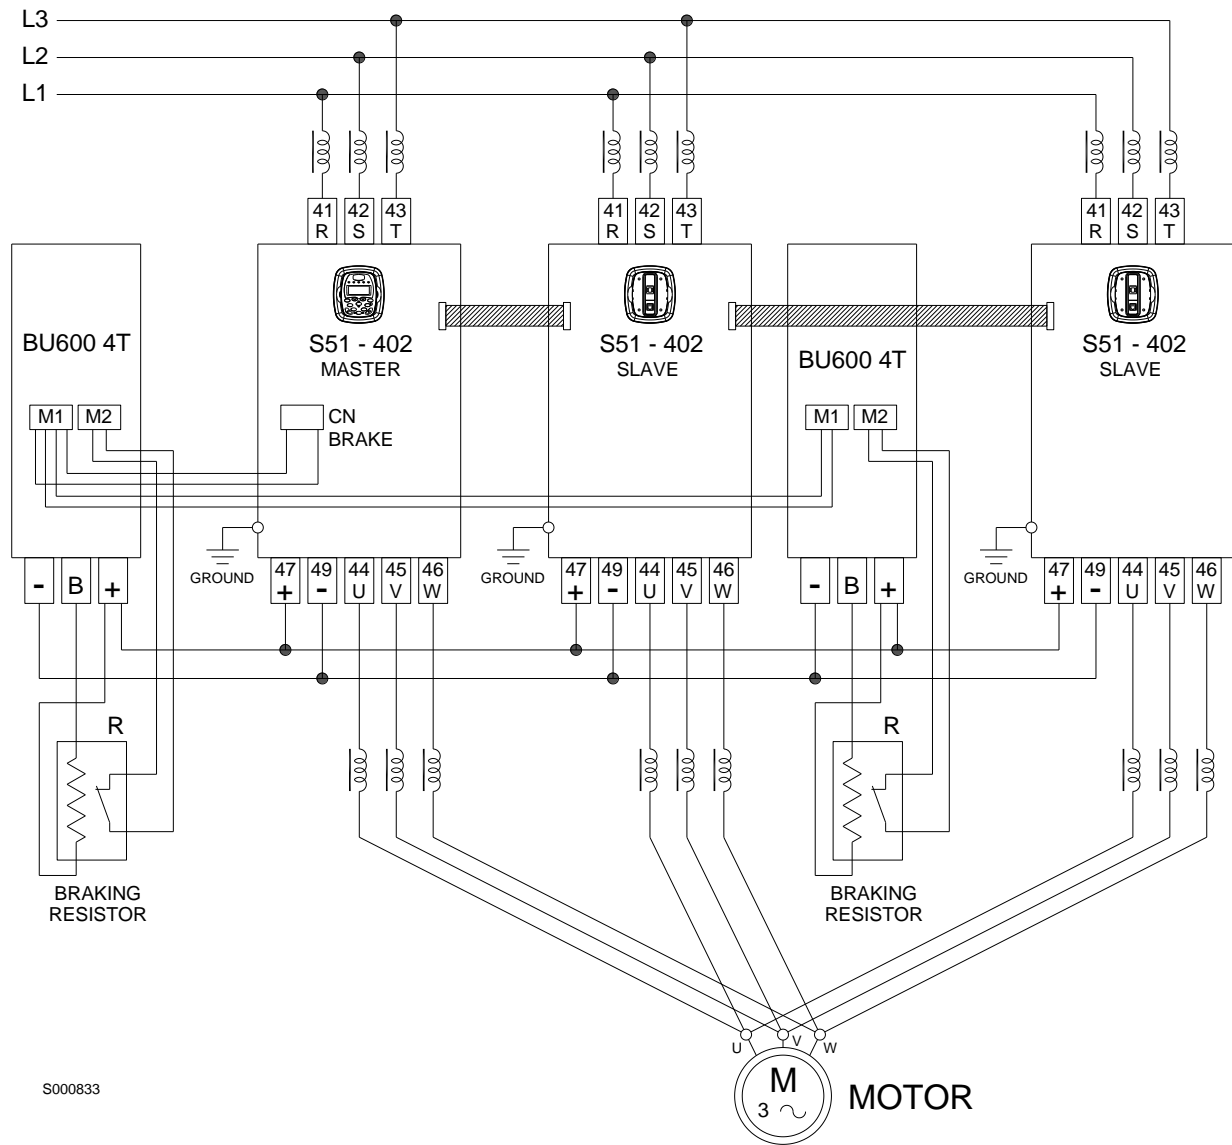 L3
L2
L1
41 R 42 S 43 T
41 R 42 S 43 T
41 R 42 S 43 T
BU600 4T
S51 - 402
MASTER
S51 - 402
SLAVE
BU600 4T
S51 - 402
SLAVE
M1 M2
CN
BRAKE
M1 M2
GROUND
GROUND
GROUND
- B +
47 + 49 - 44 U 45 V 46 W
47 + 49 - 44 U 45 V 46 W
- B +
47 + 49 - 44 U 45 V 46 W
R
R
BRAKING
RESISTOR
BRAKING
RESISTOR
U V W
M
3
MOTOR
S000833